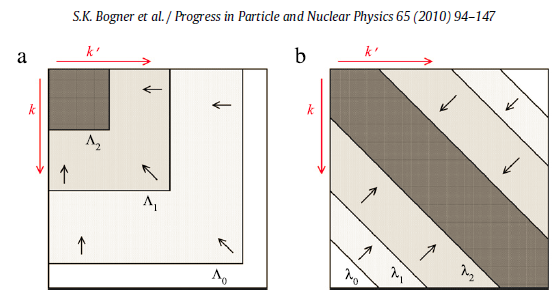 S.K. Bogner et al. / Progress in Particle and Nuclear Physics 65 (2010) 94–147
a
k′
k
Λ₂
Λ₁
Λ₀
b
k′
k
λ₀
λ₁
λ₂